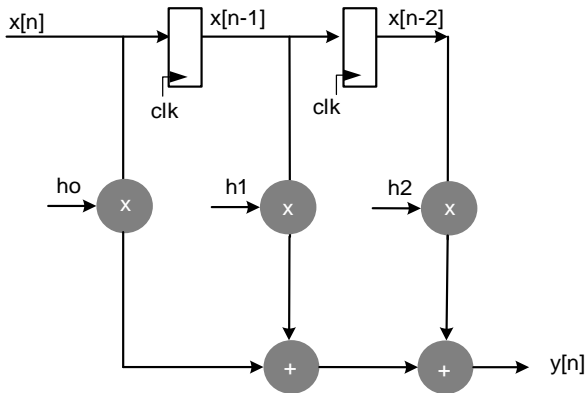 x[n]
x[n-1]
x[n-2]
clk
clk
ho
h1
h2
x
x
x
+
+
y[n]